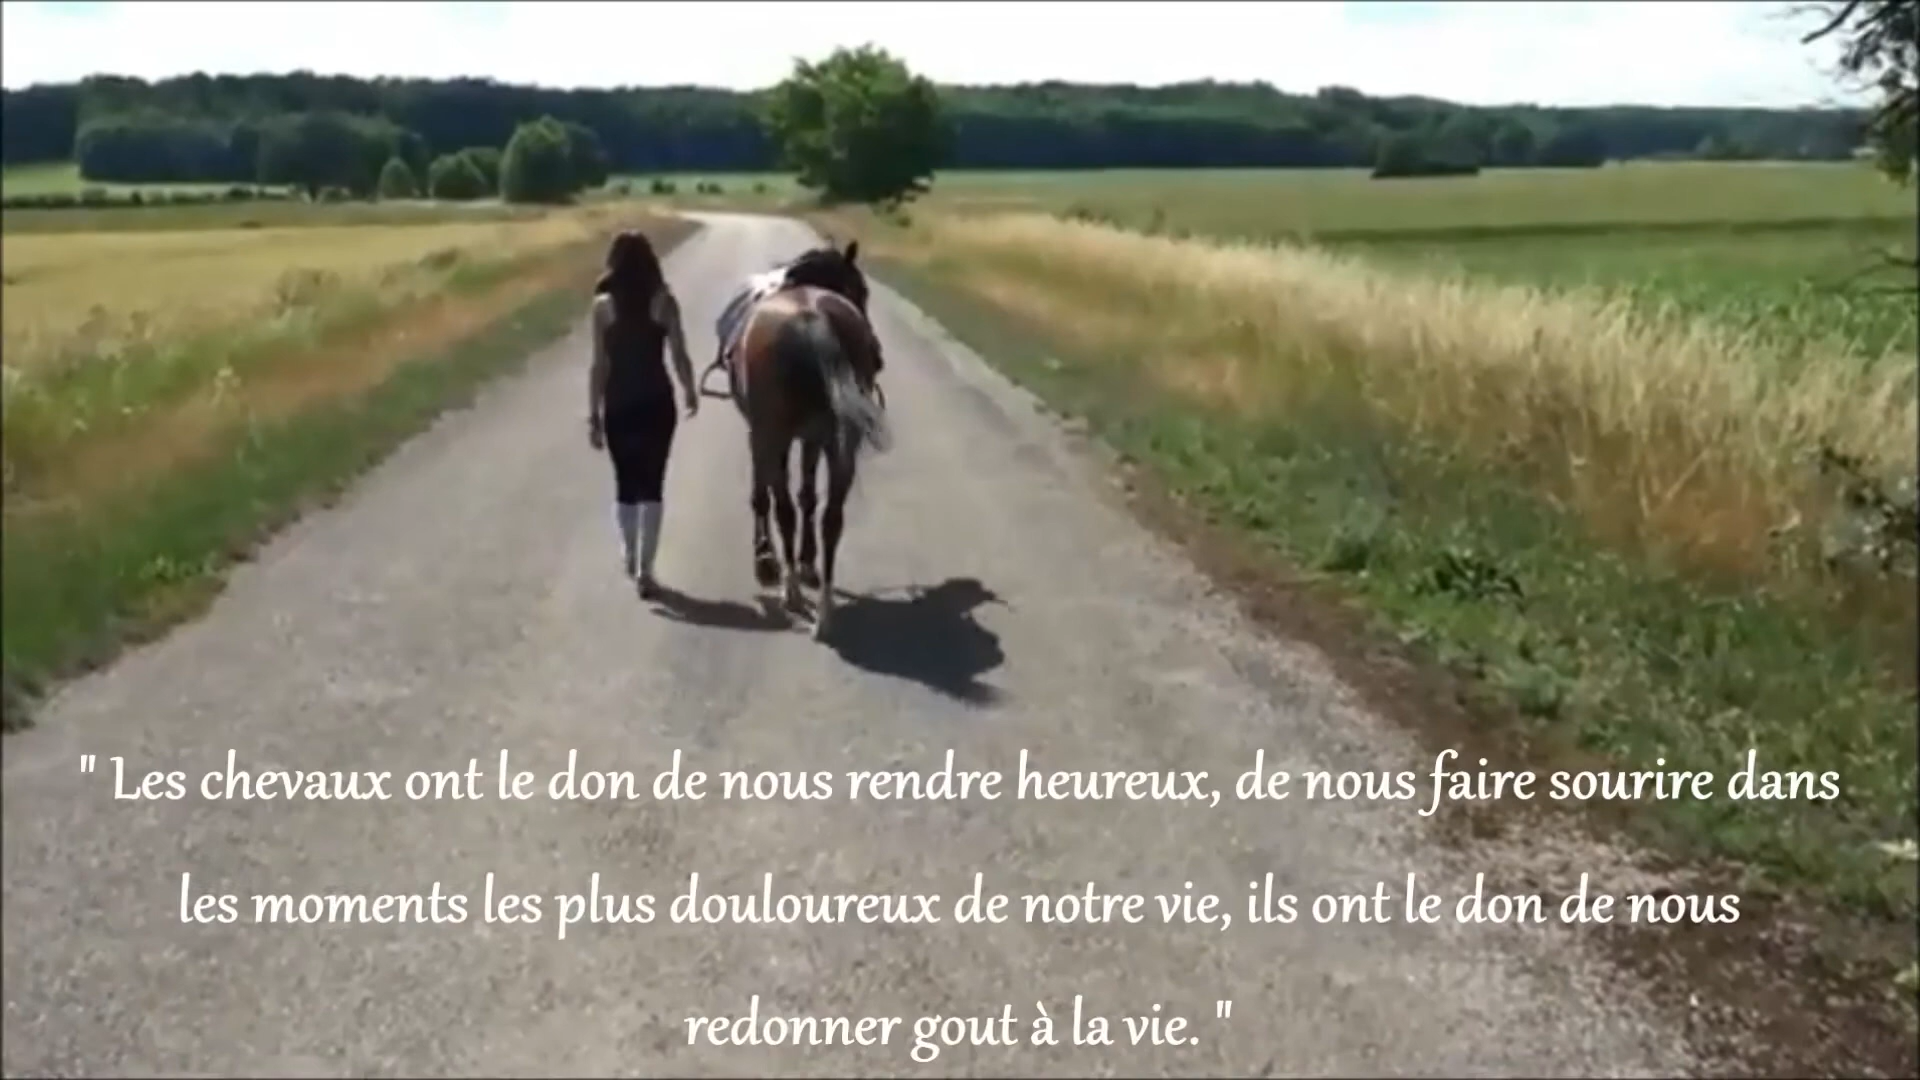 " Les chevaux ont le don de nous rendre heureux, de nous faire sourire dans
les moments les plus douloureux de notre vie, ils ont le don de nous
redonner gout à la vie. "